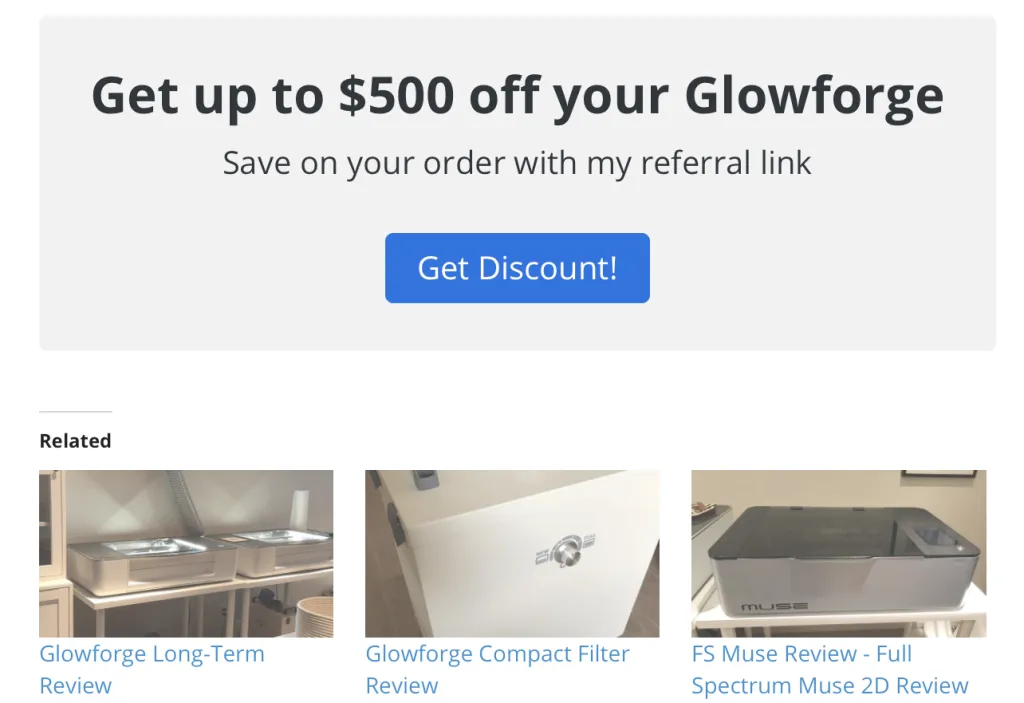 Get up to $500 off your Glowforge
Save on your order with my referral link
Get Discount!
Related
MUSE
Glowforge Long-Term
Review
Glowforge Compact Filter
Review
FS Muse Review - Full
Spectrum Muse 2D Review